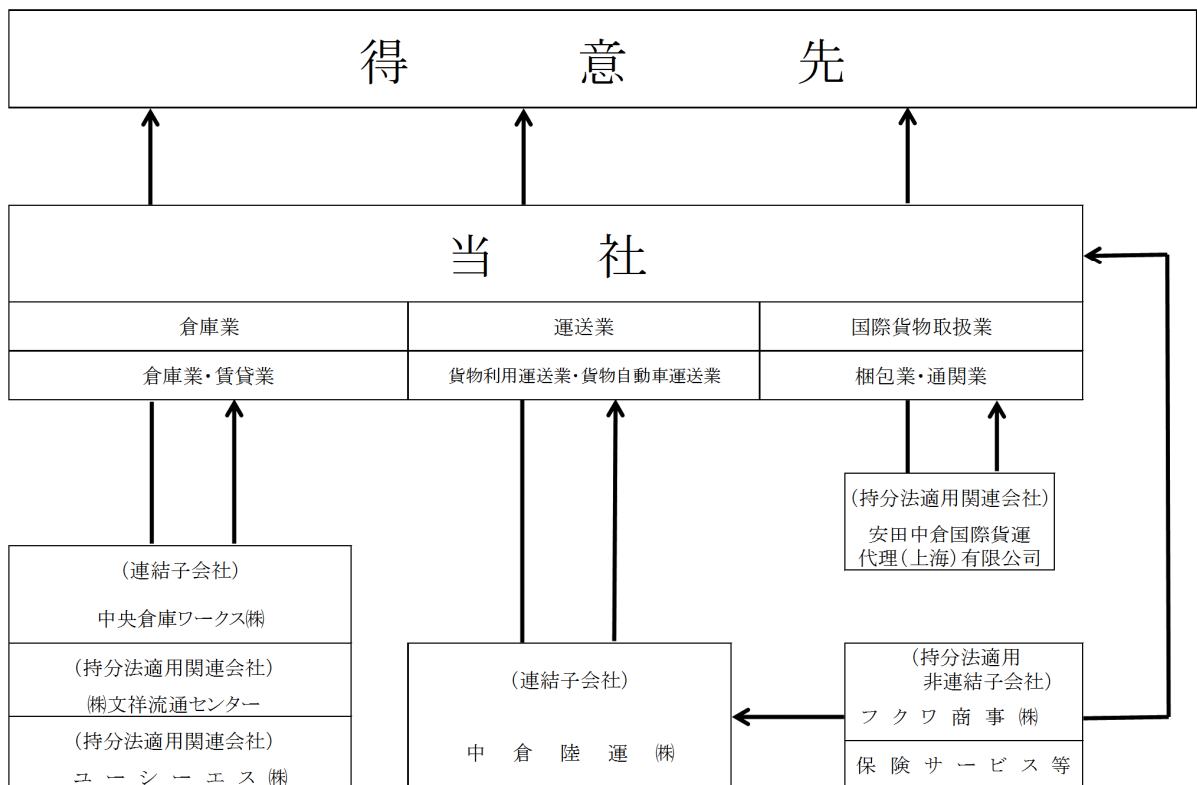 得意先
当社
倉庫業
運送業
国際貨物取扱業
倉庫業・賃貸業
貨物利用運送業・貨物自動車運送業
梱包業・通関業
(持分法適用関連会社)
安田中倉国際貨運
代理(上海)有限公司
(連結子会社)
中央倉庫ワークス㈱
(持分法適用関連会社)
㈱文祥流通センター
(持分法適用関連会社)
ユーシーエス㈱
(連結子会社)
中倉陸運㈱
(持分法適用
非連結子会社)
フクワ商事㈱
保険サービス等